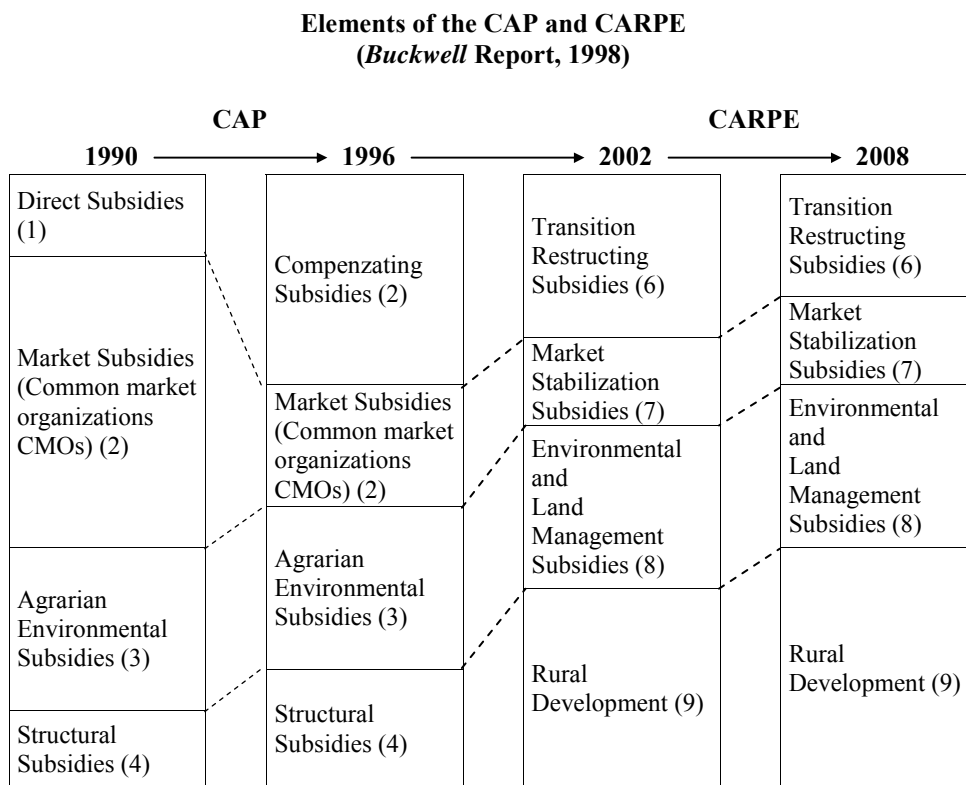 Elements of the CAP and CARPE
(Buckwell Report, 1998)
CAP
CARPE
1990
1996
2002
2008
Direct Subsidies
(1)
Market Subsidies
(Common market
organizations
CMOs) (2)
Agrarian
Environmental
Subsidies (3)
Structural
Subsidies (4)
Compenzating
Subsidies (2)
Market Subsidies
(Common market
organizations
CMOs) (2)
Agrarian
Environmental
Subsidies (3)
Structural
Subsidies (4)
Transition
Restructing
Subsidies (6)
Market
Stabilization
Subsidies (7)
Environmental
and
Land
Management
Subsidies (8)
Rural
Development (9)
Transition
Restructing
Subsidies (6)
Market
Stabilization
Subsidies (7)
Environmental
and
Land
Management
Subsidies (8)
Rural
Development (9)